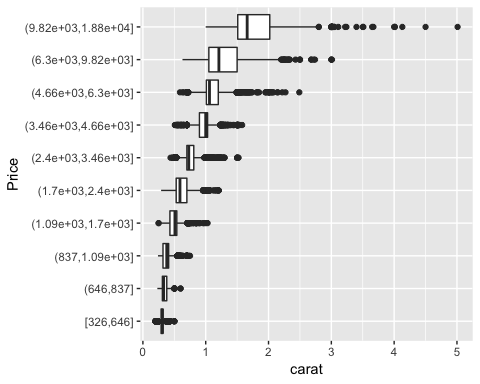 Price
(9.82e+03,1.88e+04]
(6.3e+03,9.82e+03]
(4.66e+03,6.3e+03]
(3.46e+03,4.66e+03]
(2.4e+03,3.46e+03]
(1.7e+03,2.4e+03]
(1.09e+03,1.7e+03]
(837,1.09e+03]
(646,837]
[326,646]
0 1 2 3 4 5
carat